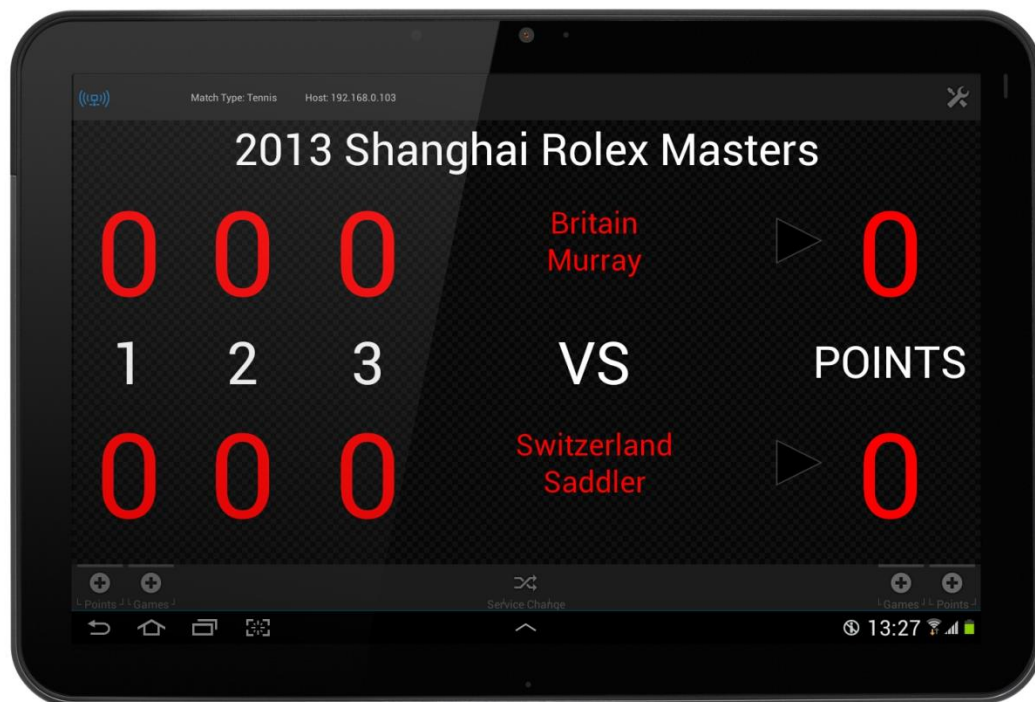 Match Type: Tennis Host: 192.168.0.103
2013 Shanghai Rolex Masters
0 0 0 Britain 0
Murray
1 2 3 VS POINTS
0 0 0 Switzerland 0
Saddler
Points Games Service Change Games Points
13:27